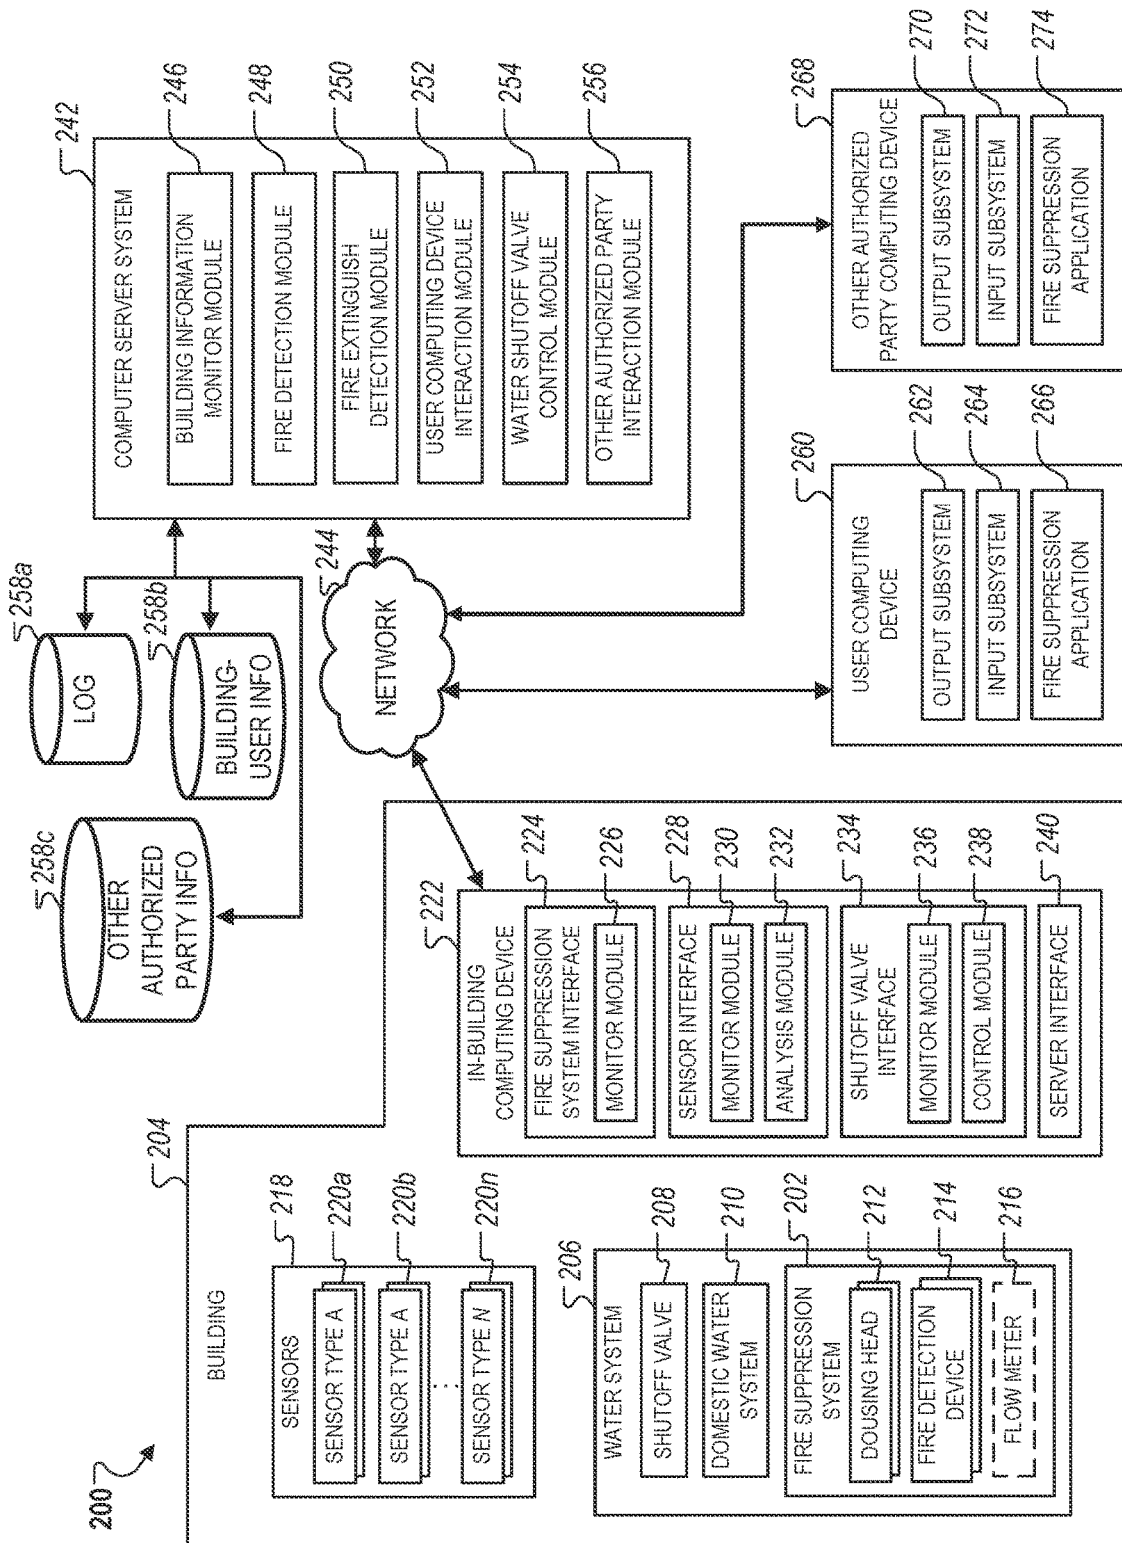 200
BUILDING
204
SENSORS
218
SENSOR TYPE A
220a
SENSOR TYPE A
220b
SENSOR TYPE N
220n
WATER SYSTEM
206
SHUTOFF VALVE
208
DOMESTIC WATER
SYSTEM
210
FIRE SUPPRESSION
SYSTEM
202
DOUSING HEAD
212
FIRE DETECTION
DEVICE
214
FLOW METER
216
IN-BUILDING
COMPUTING DEVICE
222
FIRE SUPPRESSION
SYSTEM INTERFACE
224
MONITOR MODULE
226
SENSOR INTERFACE
228
MONITOR MODULE
230
ANALYSIS MODULE
232
SHUTOFF VALVE
INTERFACE
234
MONITOR MODULE
236
CONTROL MODULE
238
SERVER INTERFACE
240
OTHER
AUTHORIZED
PARTY INFO
258c
LOG
258a
BUILDING-
USER INFO
258b
NETWORK
244
COMPUTER SERVER SYSTEM
242
BUILDING INFORMATION
MONITOR MODULE
246
FIRE DETECTION MODULE
248
FIRE EXTINGUISH
DETECTION MODULE
250
USER COMPUTING DEVICE
INTERACTION MODULE
252
WATER SHUTOFF VALVE
CONTROL MODULE
254
OTHER AUTHORIZED PARTY
INTERACTION MODULE
256
USER COMPUTING
DEVICE
260
OUTPUT SUBSYSTEM
262
INPUT SUBSYSTEM
264
FIRE SUPPRESSION
APPLICATION
266
OTHER AUTHORIZED
PARTY COMPUTING DEVICE
268
OUTPUT SUBSYSTEM
270
INPUT SUBSYSTEM
272
FIRE SUPPRESSION
APPLICATION
274